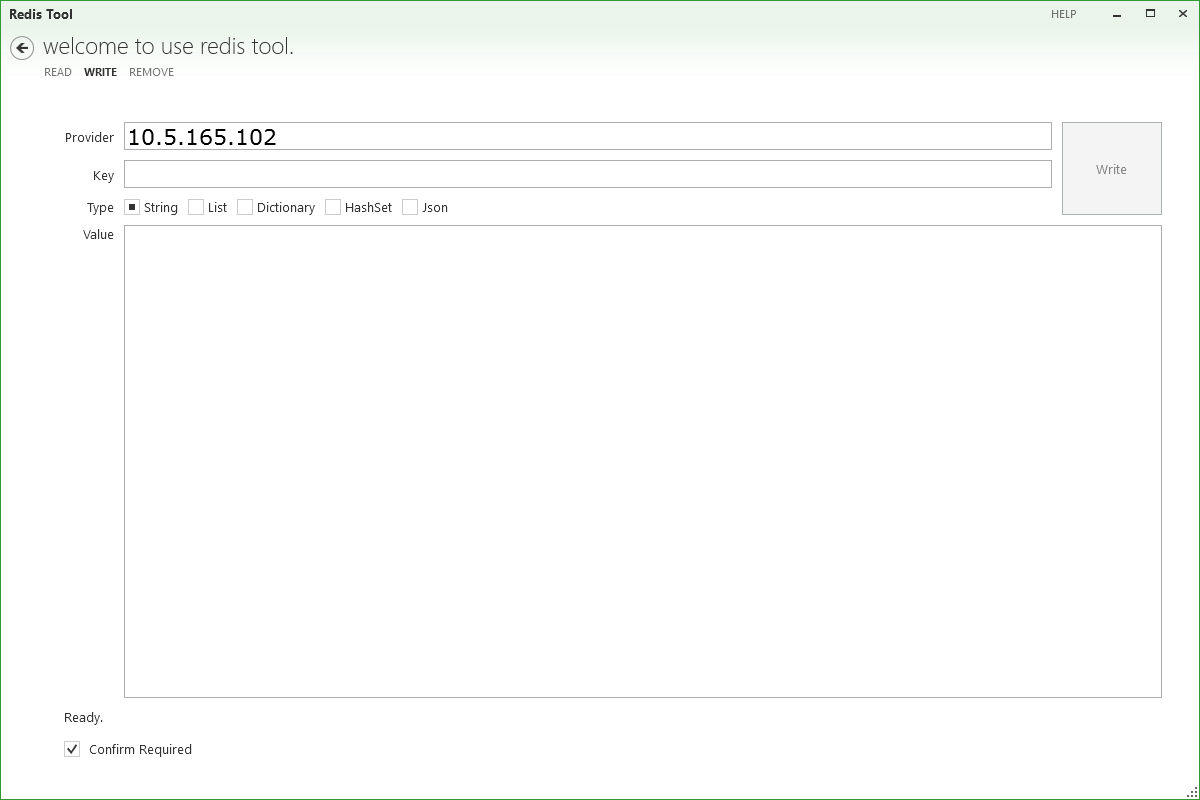 Redis Tool HELP
welcome to use redis tool.
READ WRITE REMOVE
Provider 10.5.165.102
Write
Key
Type String List Dictionary HashSet Json
Value
Ready.
Confirm Required